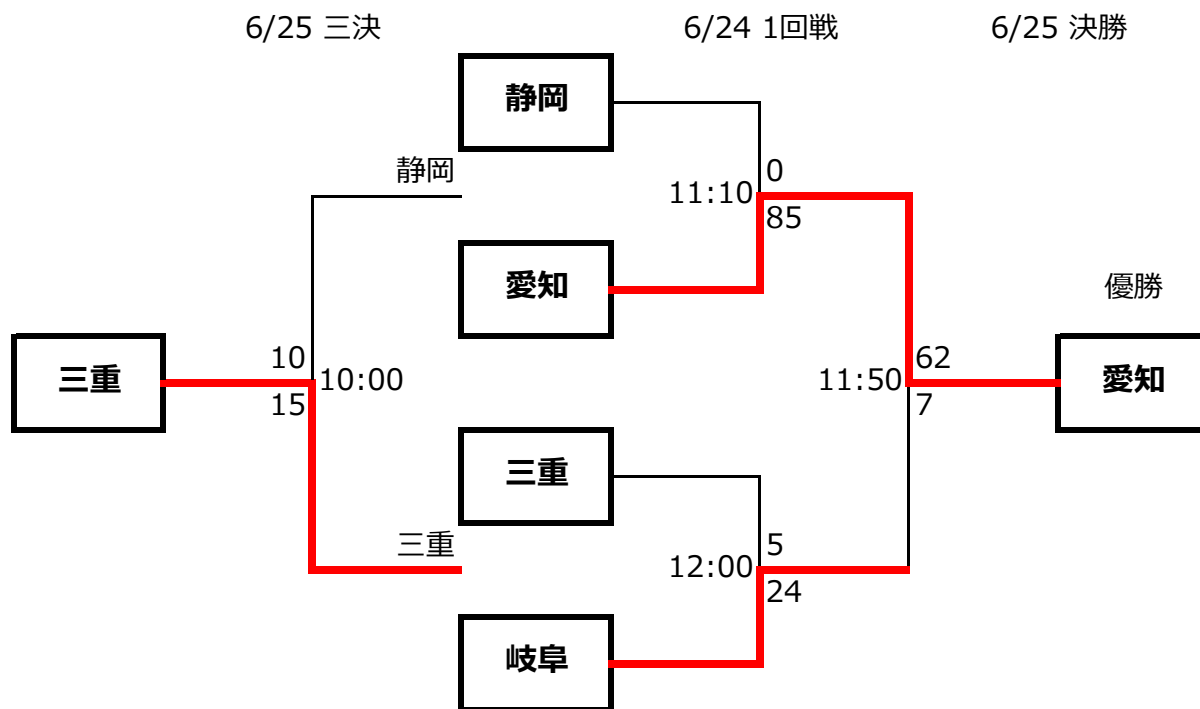 6/25 三決
6/24 1回戦
6/25 決勝
静岡
静岡
0
11:10
85
愛知
優勝
三重
10
10:00
15
62
11:50
7
愛知
三重
三重
5
12:00
24
岐阜